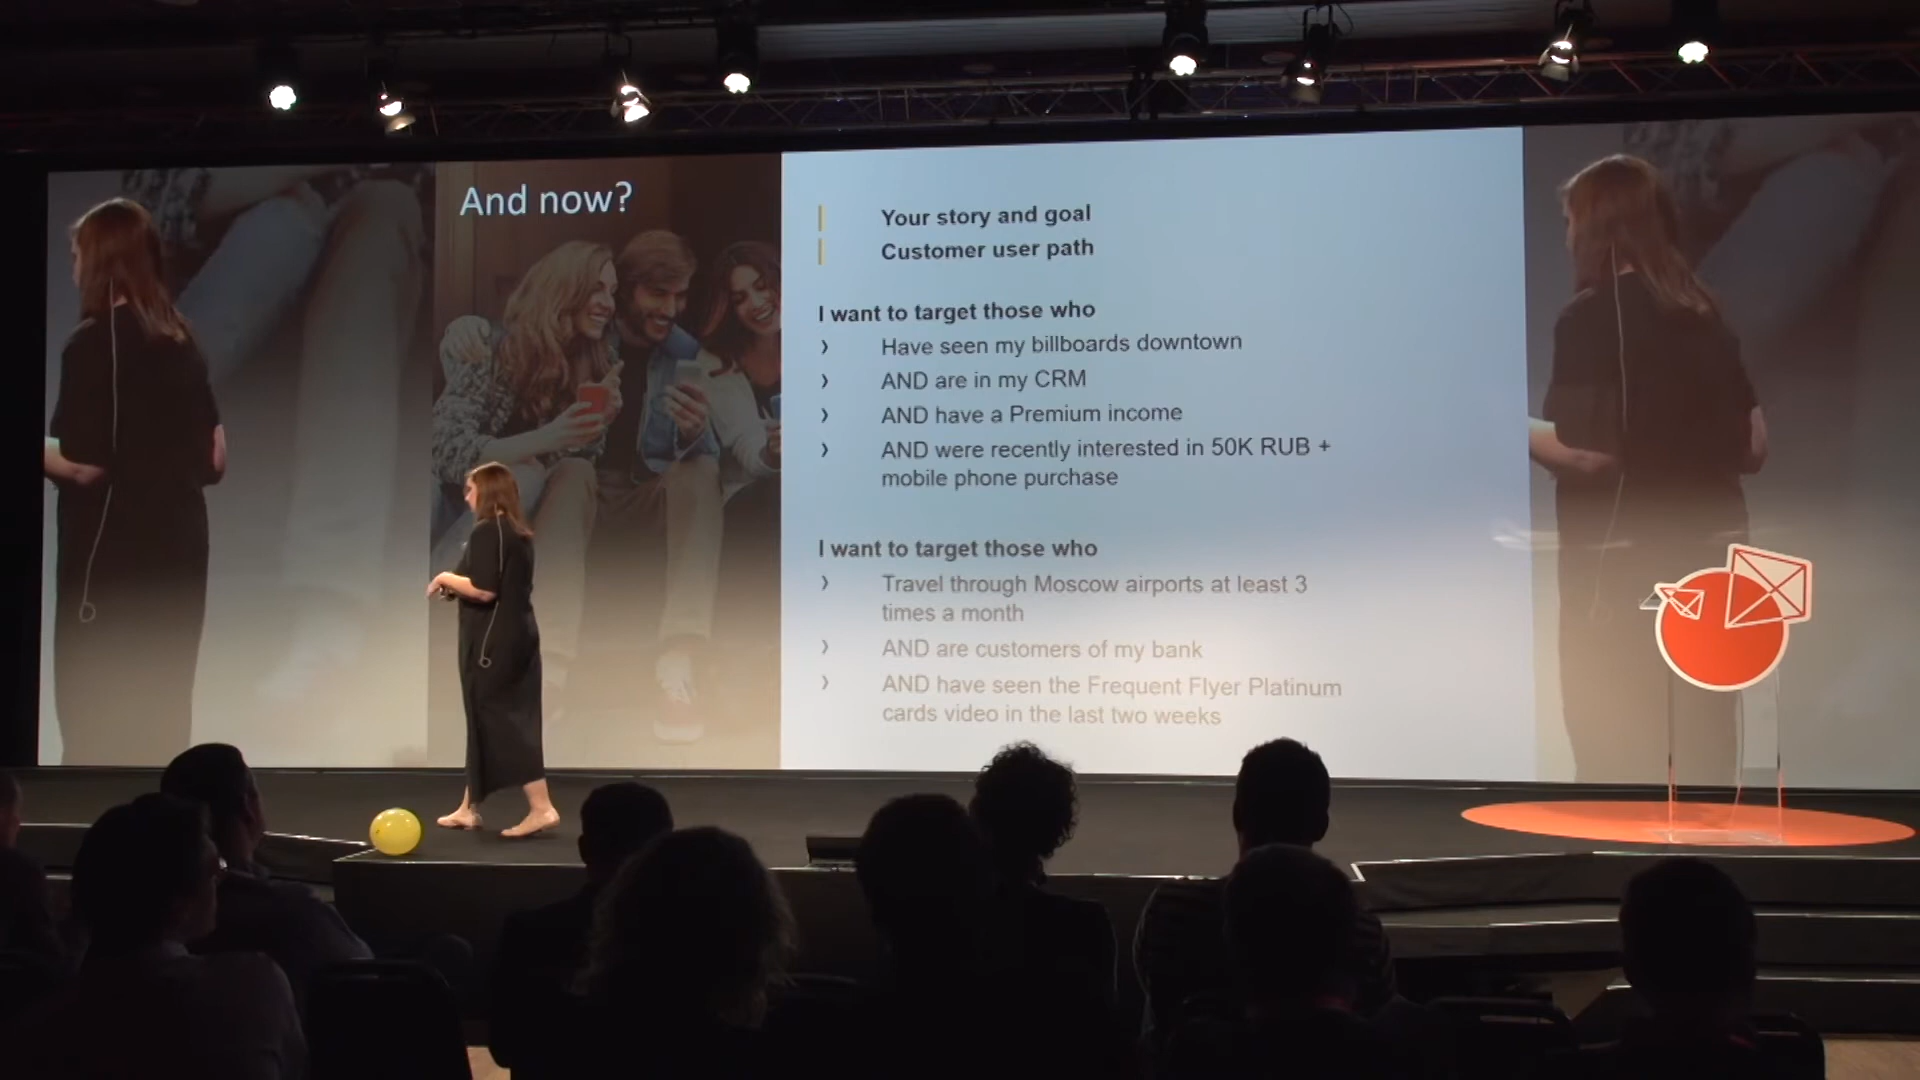 And now?
Your story and goal
Customer user path
I want to target those who
› Have seen my billboards downtown
› AND are in my CRM
› AND have a Premium income
› AND were recently interested in 50K RUB +
mobile phone purchase
I want to target those who
› Travel through Moscow airports at least 3
times a month
› AND are customers of my bank
› AND have seen the Frequent Flyer Platinum
cards video in the last two weeks